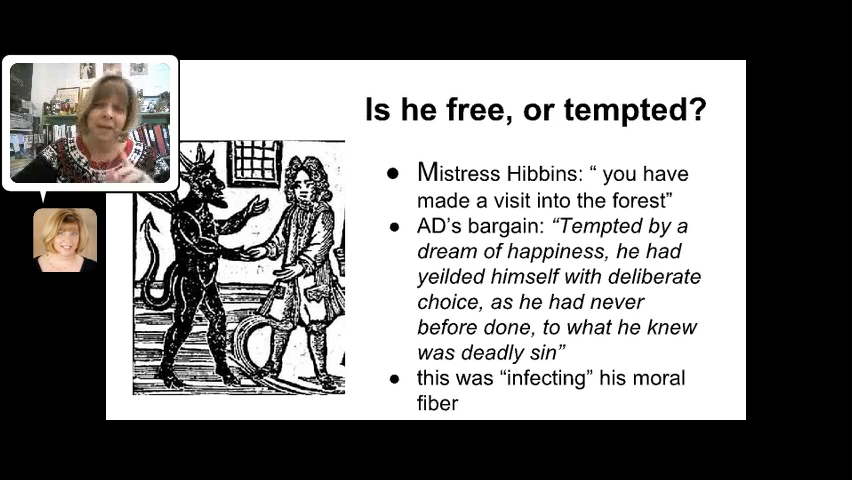 Is he free, or tempted?
● Mistress Hibbins: “ you have
made a visit into the forest”
● AD’s bargain: “Tempted by a
dream of happiness, he had
yeilded himself with deliberate
choice, as he had never
before done, to what he knew
was deadly sin”
● this was “infecting” his moral
fiber